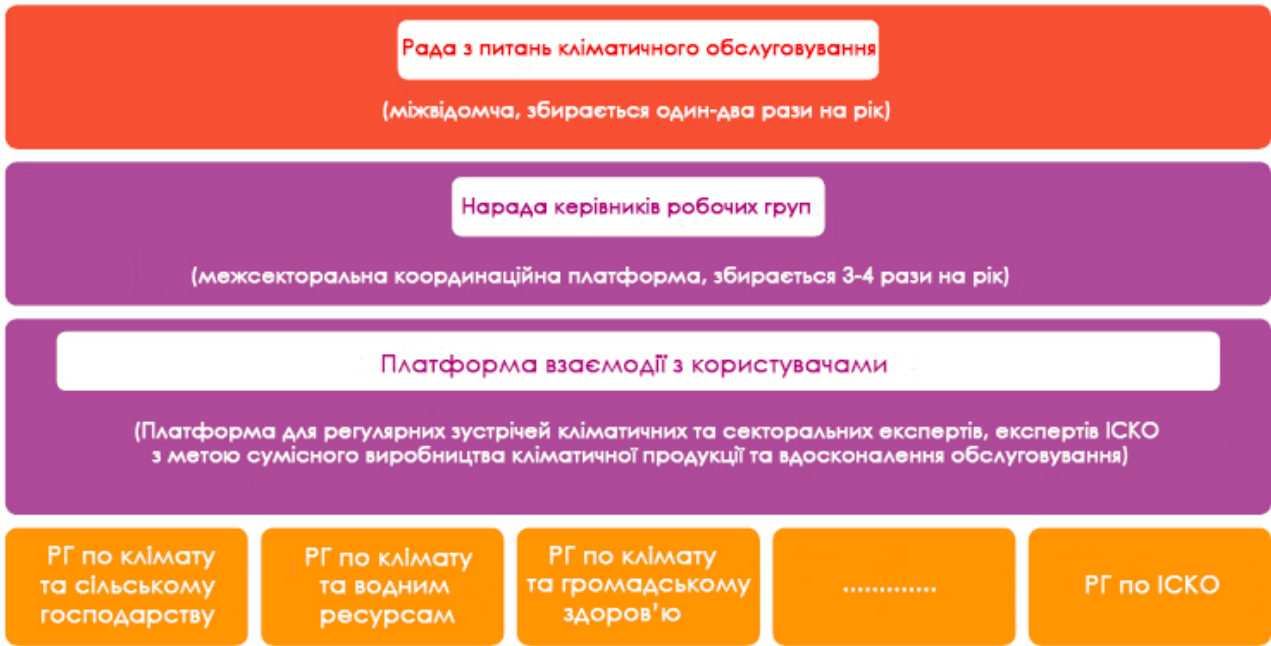 Рада з питань кліматичного обслуговування
(міжвідомча, збирається один-два рази на рік)
Нарада керівників робочих груп
(межсекторальна координаційна платформа, збирається 3-4 рази на рік)
Платформа взаємодії з користувачами
(Платформа для регулярних зустрічей кліматичних та секторальних експертів, експертів ІСКО
з метою сумісного виробництва кліматичної продукції та вдосконалення обслуговування)
РГ по клімату
та сільському
господарству
РГ по клімату
та водним
ресурсам
РГ по клімату
та громадському
здоров’ю
.............
РГ по ІСКО